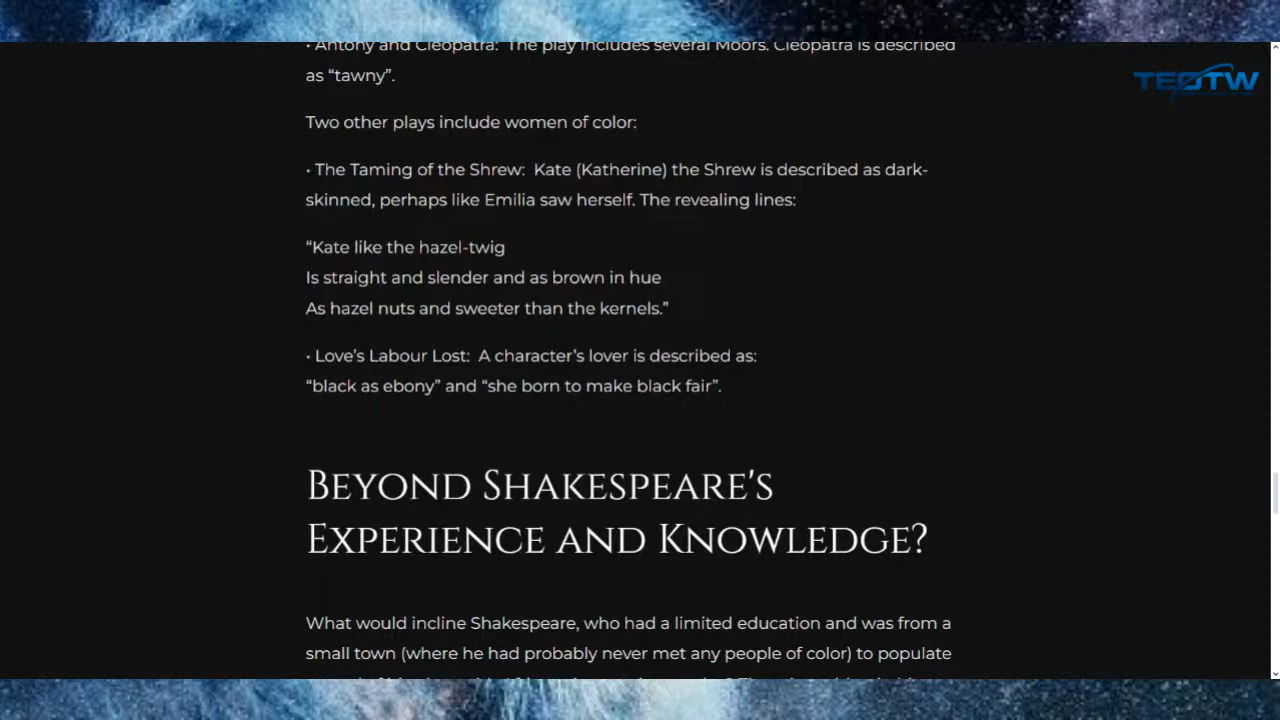 • Antony and Cleopatra: The play includes several Moors. Cleopatra is described
as “tawny”.
TEOTW
Two other plays include women of color:
• The Taming of the Shrew: Kate (Katherine) the Shrew is described as dark-
skinned, perhaps like Emilia saw herself. The revealing lines:
“Kate like the hazel-twig
Is straight and slender and as brown in hue
As hazel nuts and sweeter than the kernels.”
• Love’s Labour Lost: A character’s lover is described as:
“black as ebony” and “she born to make black fair”.
Beyond Shakespeare's
Experience and Knowledge?
What would incline Shakespeare, who had a limited education and was from a
small town (where he had probably never met any people of color) to populate